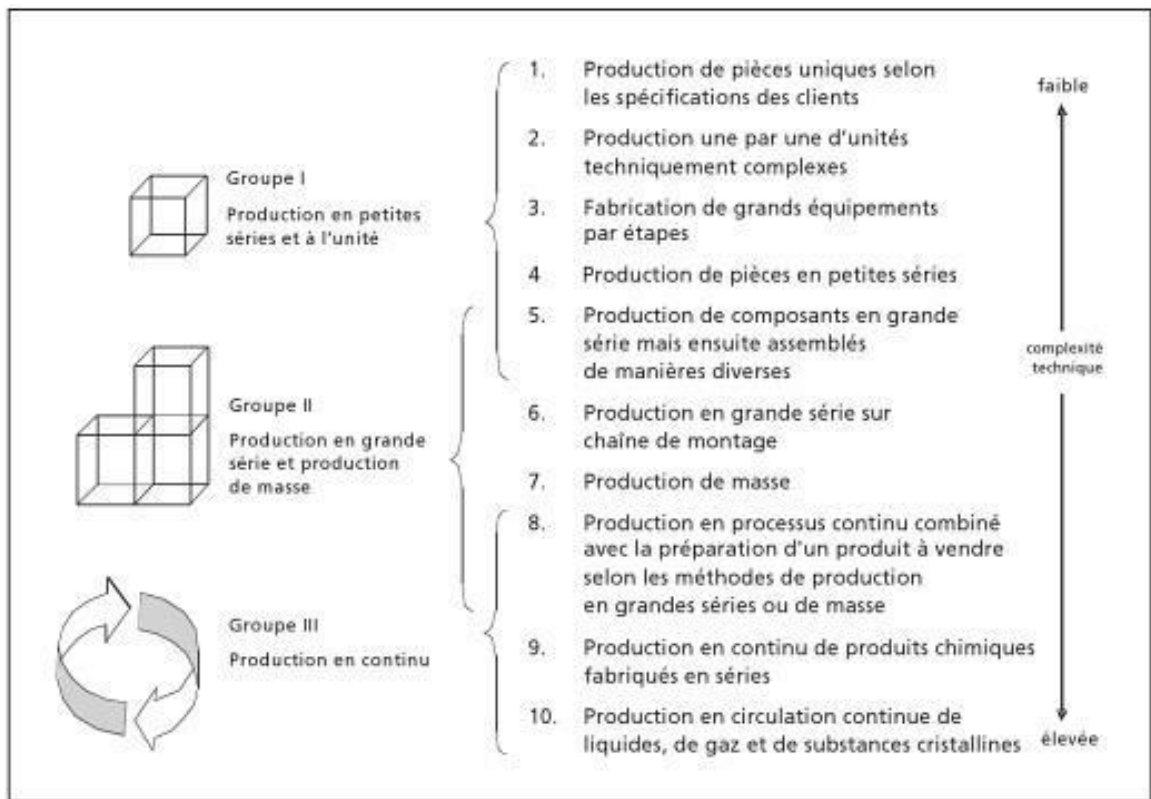 Groupe I
Production en petites
séries et à l'unité
Groupe II
Production en grande
série et production
de masse
Groupe III
Production en continu
1. Production de pièces uniques selon
les spécifications des clients
2. Production une par une d'unités
techniquement complexes
3. Fabrication de grands équipements
par étapes
4 Production de pièces en petites séries
5. Production de composants en grande
série mais ensuite assemblés
de manières diverses
6. Production en grande série sur
chaîne de montage
7. Production de masse
8. Production en processus continu combiné
avec la préparation d'un produit à vendre
selon les méthodes de production
en grandes séries ou de masse
9. Production en continu de produits chimiques
fabriqués en séries
10. Production en circulation continue de
liquides, de gaz et de substances cristallines
faible
complexité
technique
élevée